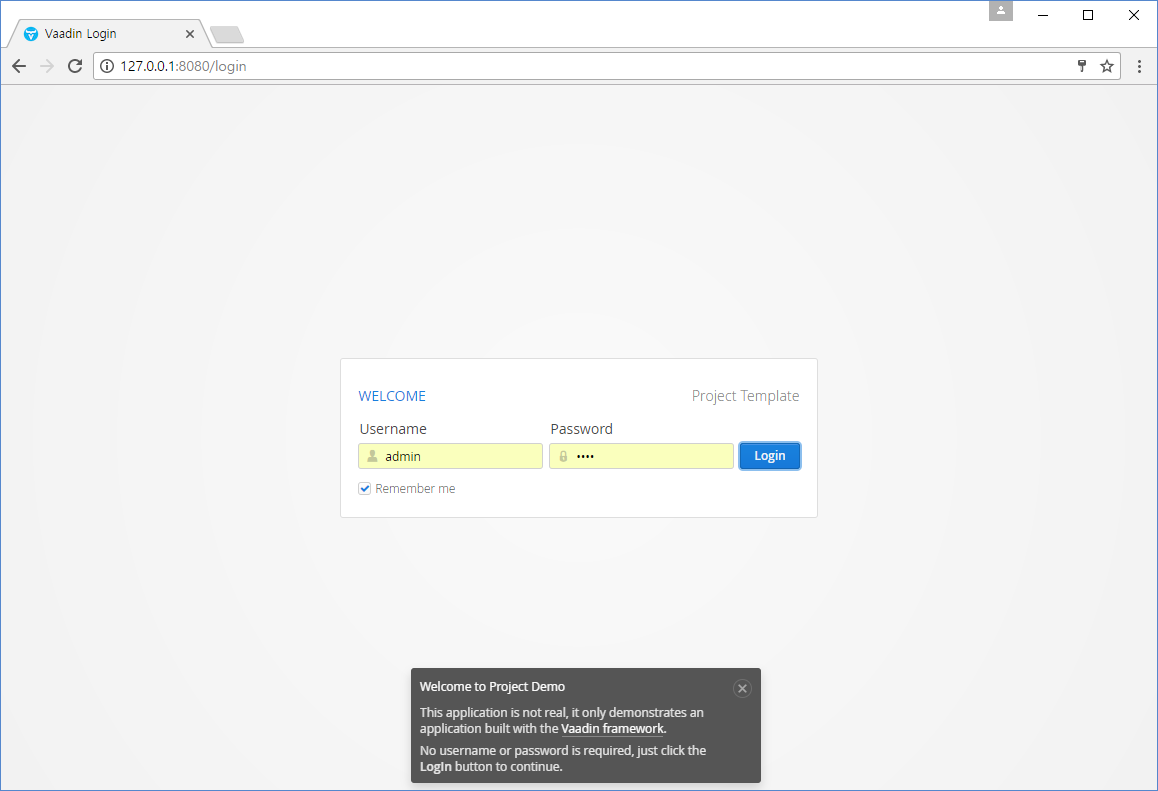 Vaadin Login
127.0.0.1:8080/login
WELCOME
Project Template
Username
Password
admin
••••
Login
Remember me
Welcome to Project Demo
This application is not real, it only demonstrates an
application built with the Vaadin framework.
No username or password is required, just click the
LogIn button to continue.